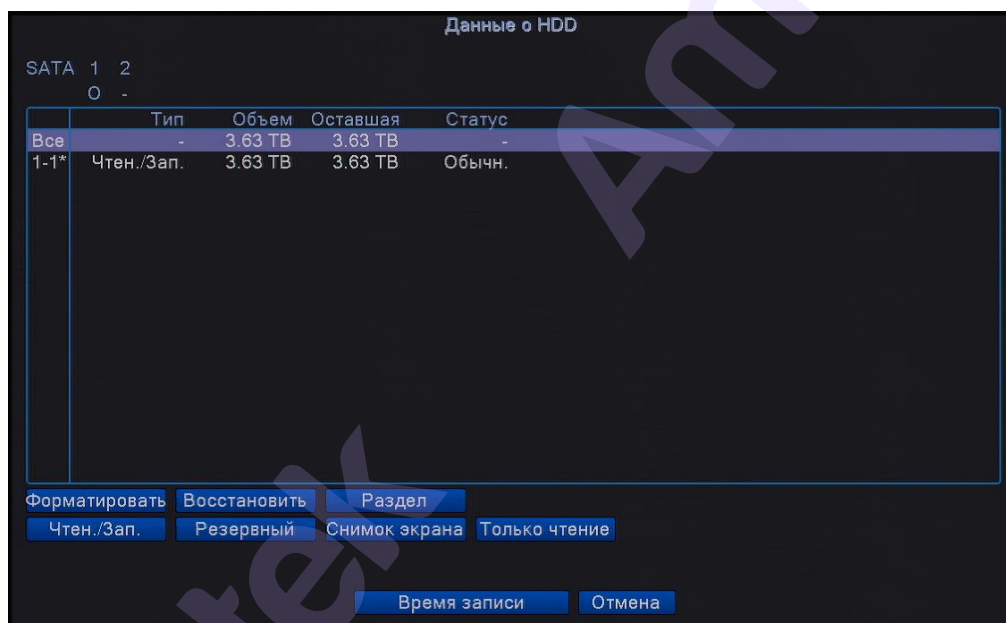 Данные о HDD
SATA 1 2
O -
Тип Объем Оставшая Статус
Все - 3.63 TB 3.63 TB -
1-1* Чтен./Зап. 3.63 TB 3.63 TB Обычн.
Форматировать Восстановить Раздел
Чтен./Зап. Резервный Снимок экрана Только чтение
Время записи Отмена